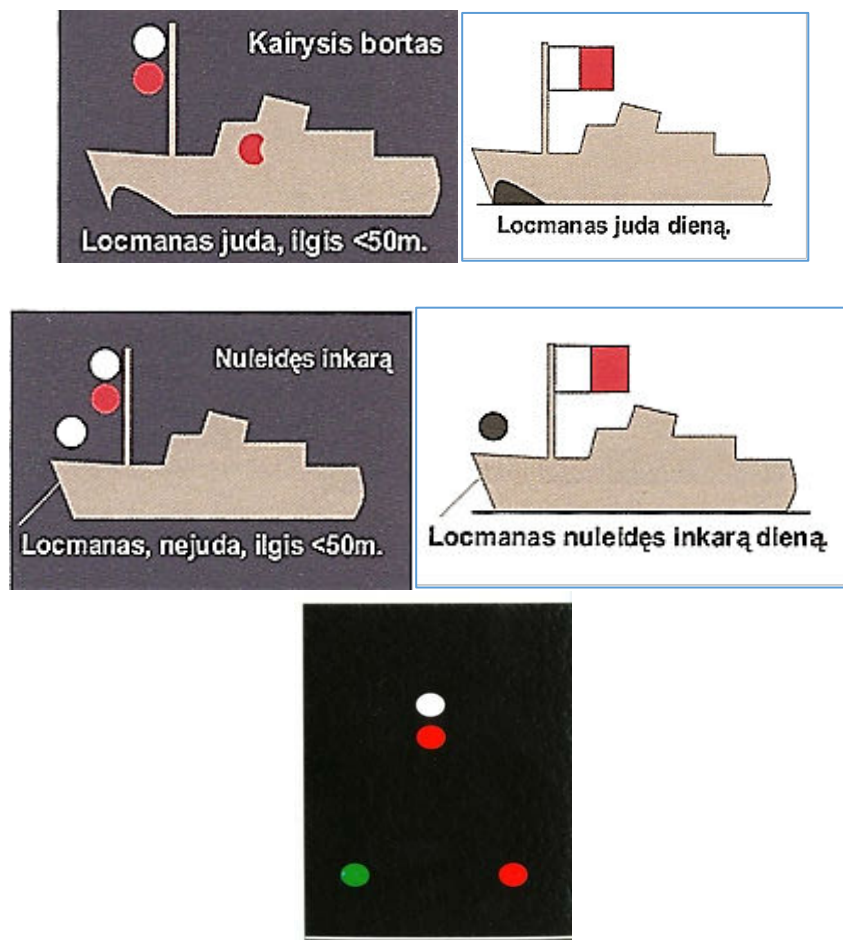 Kairysis bortas
Locmanas juda, ilgis <50m.
Locmanas juda dieną.
Nuleidęs inkarą
Locmanas, nejuda, ilgis <50m.
Locmanas nuleidęs inkarą dieną.